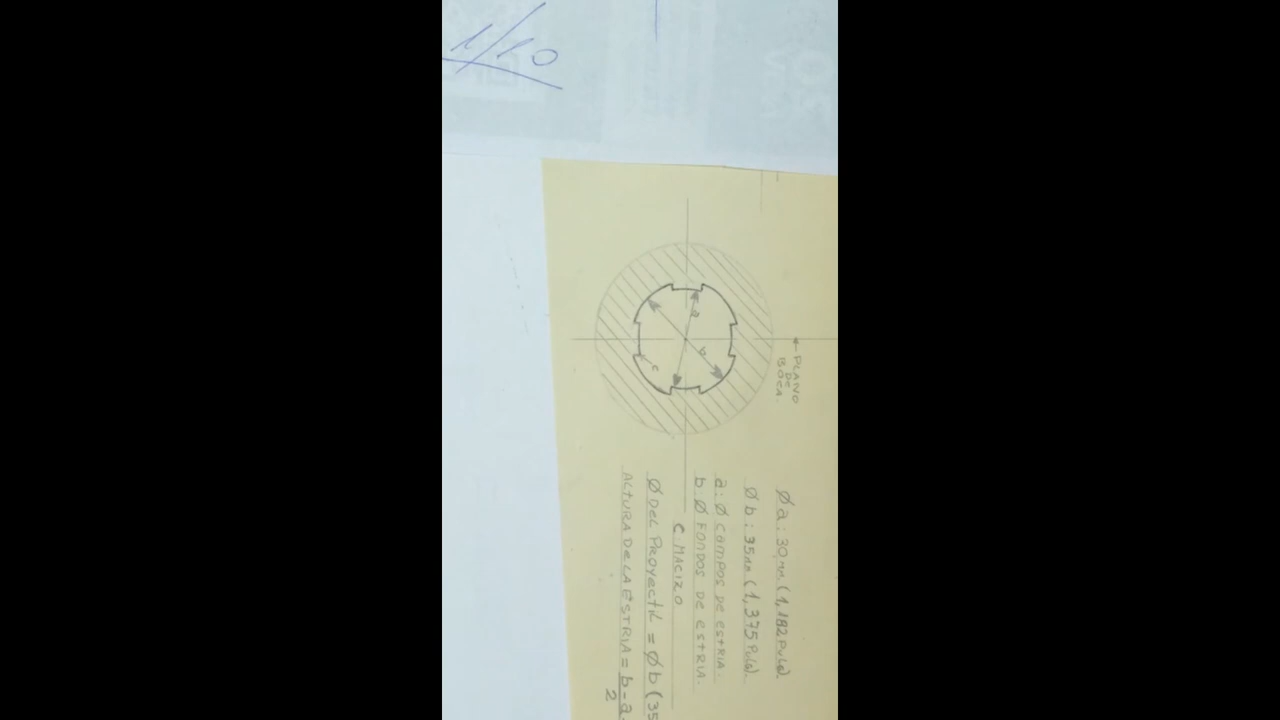 1/10
← PLANO
DE
BOCA.
Ø a : 30 mm (1,182 Pulg).
Ø b : 35 mm (1,375 Pulg).
a : Ø CAMPOS DE EStRIA.
b : Ø FONDOS DE EStRIA.
C MACIZO
Ø DEL PROYECtIL = Ø b (35
ALtURA DE LA EStRIA = b - a
2
a
b
c